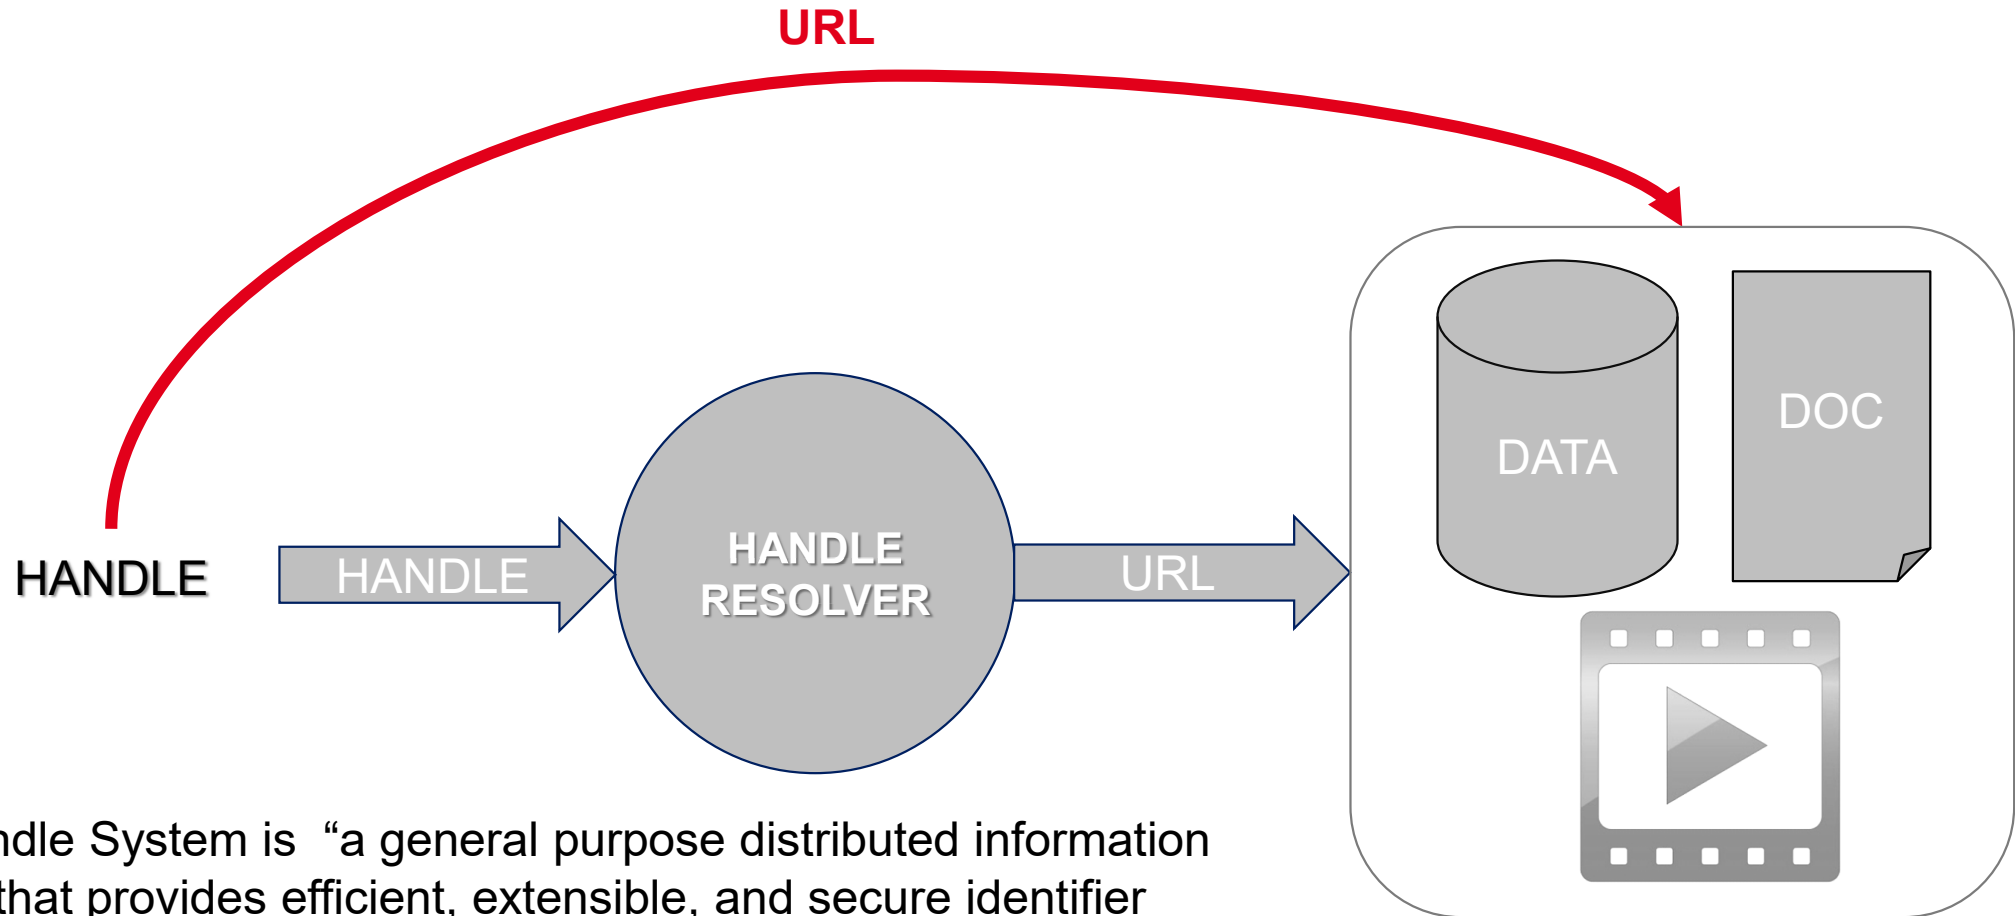 URL
HANDLE
HANDLE
HANDLE
RESOLVER
URL
DATA
DOC
System is “a general purpose distributed information
that provides efficient, extensible, and secure identifier